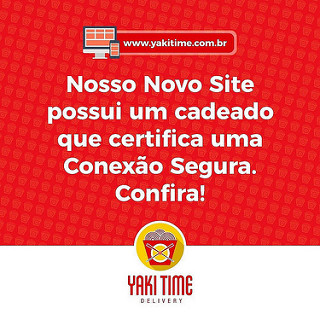 www.yakitime.com.br
Nosso Novo Site
possui um cadeado
que certifica uma
Conexão Segura.
Confira!
YAKI TIME
DELIVERY